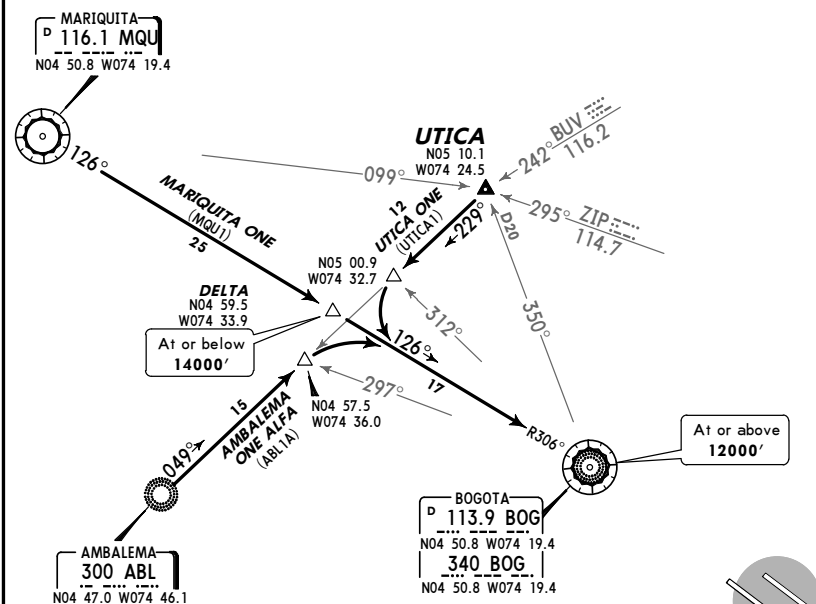 MARIQUITA
D 116.1 MQU
N04 50.8 W074 19.4
126°
MARIQUITA ONE
(MQU1)
25
UTICA
N05 10.1
W074 24.5
099°
242° BUV
116.2
295° ZIP
114.7
D20
350°
12
UTICA ONE
(UTICA1)
229°
N05 00.9
W074 32.7
312°
DELTA
N04 59.5
W074 33.9
At or below
14000'
126°
17
297°
N04 57.5
W074 36.0
15
AMBALEMA
ONE ALFA
(ABL1A)
049°
R306°
At or above
12000'
BOGOTA
D 113.9 BOG
N04 50.8 W074 19.4
340 BOG
N04 50.8 W074 19.4
AMBALEMA
300 ABL
N04 47.0 W074 46.1